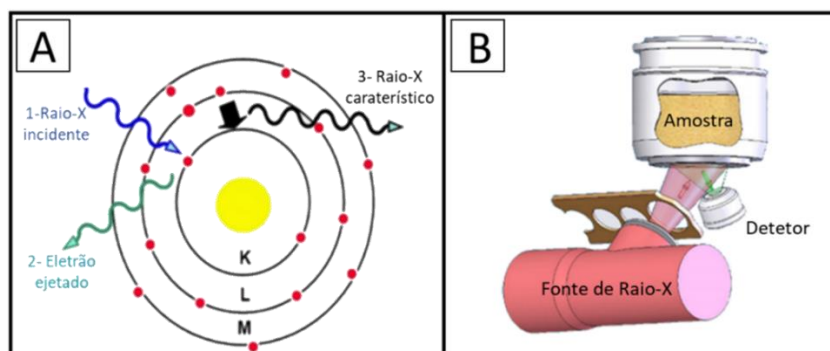 A
1-Raio-X
incidente
3- Raio-X
caraterístico
2- Eletrão
ejetado
K
L
M
B
Amostra
Detetor
Fonte de Raio-X